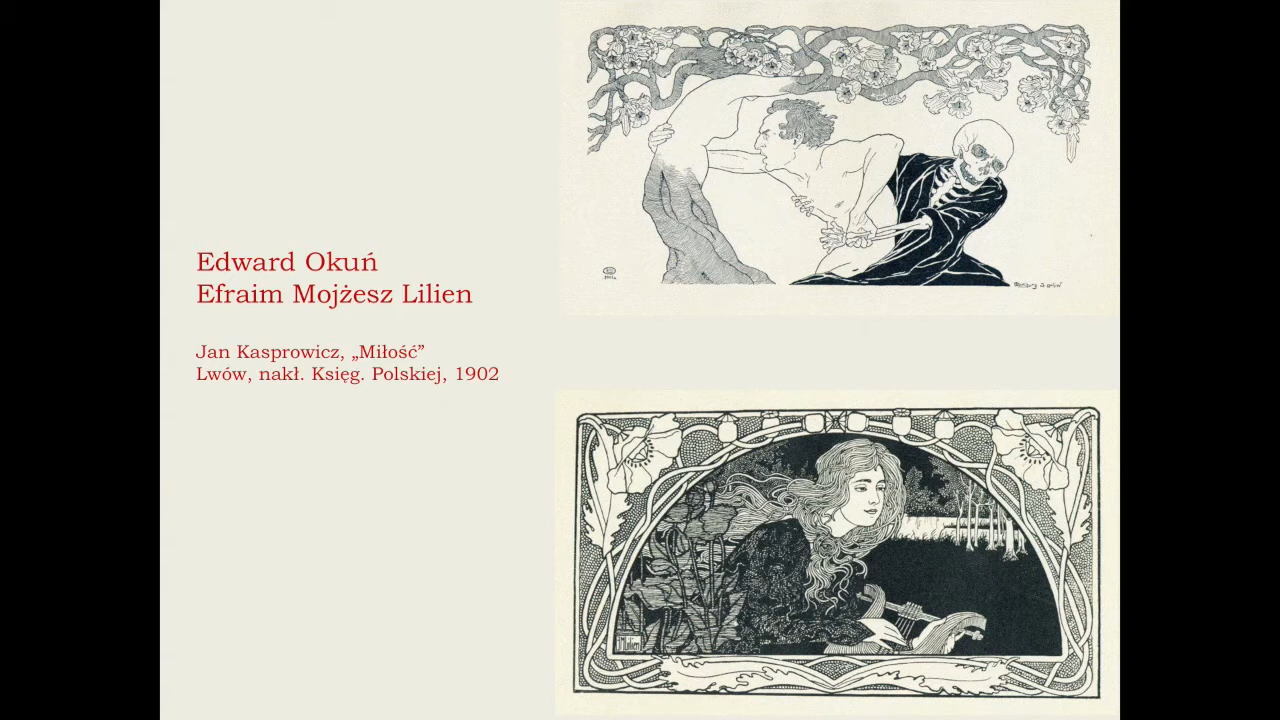 Edward Okuń
Efraim Mojżesz Lilien
Jan Kasprowicz, „Miłość”
Lwów, nakł. Księg. Polskiej, 1902